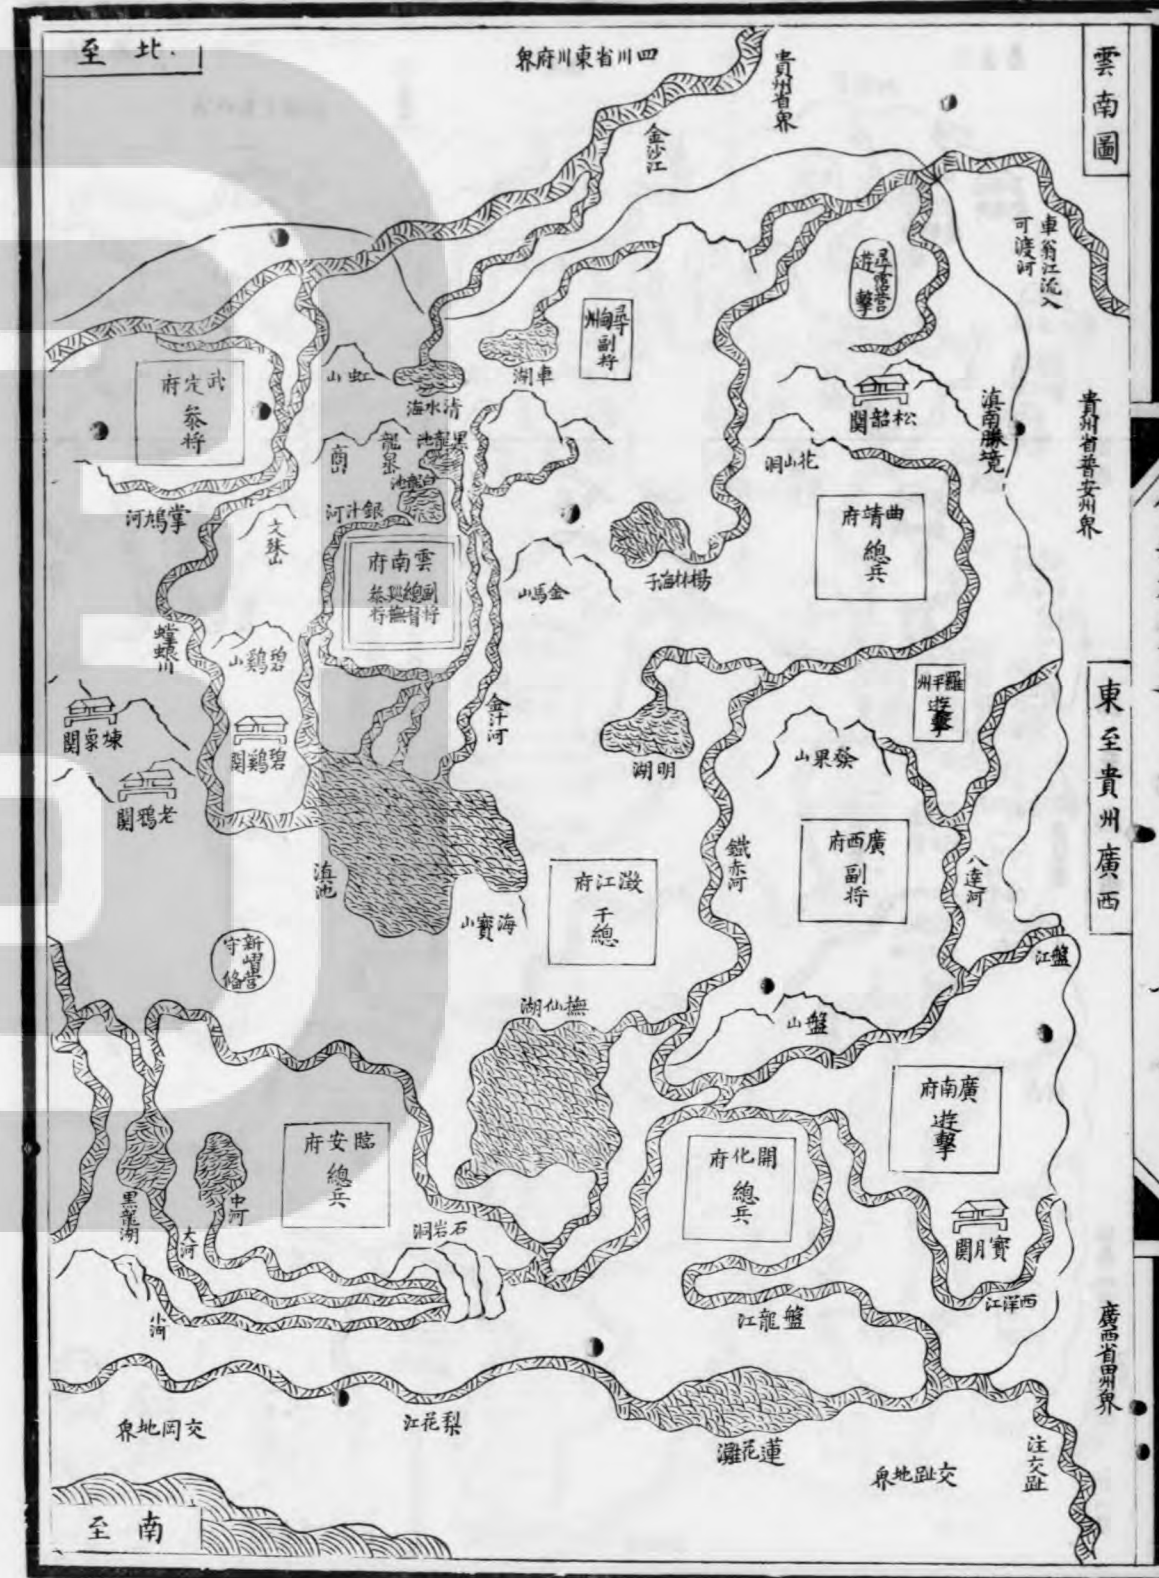 雲南圖
北至
四川省東川府界
貴州省界
金沙江
車翁江流入
可渡河
遊擊
尋甸州
副将
車湖
虹山
清水海
武定府
叅将
松韶關
滇南勝境
貴州省普安州界
花山洞
商山
龍泉
黑龍池
白龍池
銀汁河
掌鳩河
文殊山
雲南府
曲靖府
總兵
金馬山
楊林海子
螳螂川
碧鷄山
碧鷄關
金汁河
羅平州
遊擊
東至貴州廣西
明湖
發果山
煉象關
老鴉關
滇池
海寶山
澂江府
千總
鐵赤河
廣西府
副将
八達河
盤江
新嶍營
守備
撫仙湖
盤山
廣南府
遊擊
臨安府
總兵
開化府
總兵
黑龍湖
中河
大河
小河
石岩洞
寶月關
西洋江
盤龍江
廣西省田州界
交岡地界
梨花江
蓮花灘
交趾地界
注交趾
南至